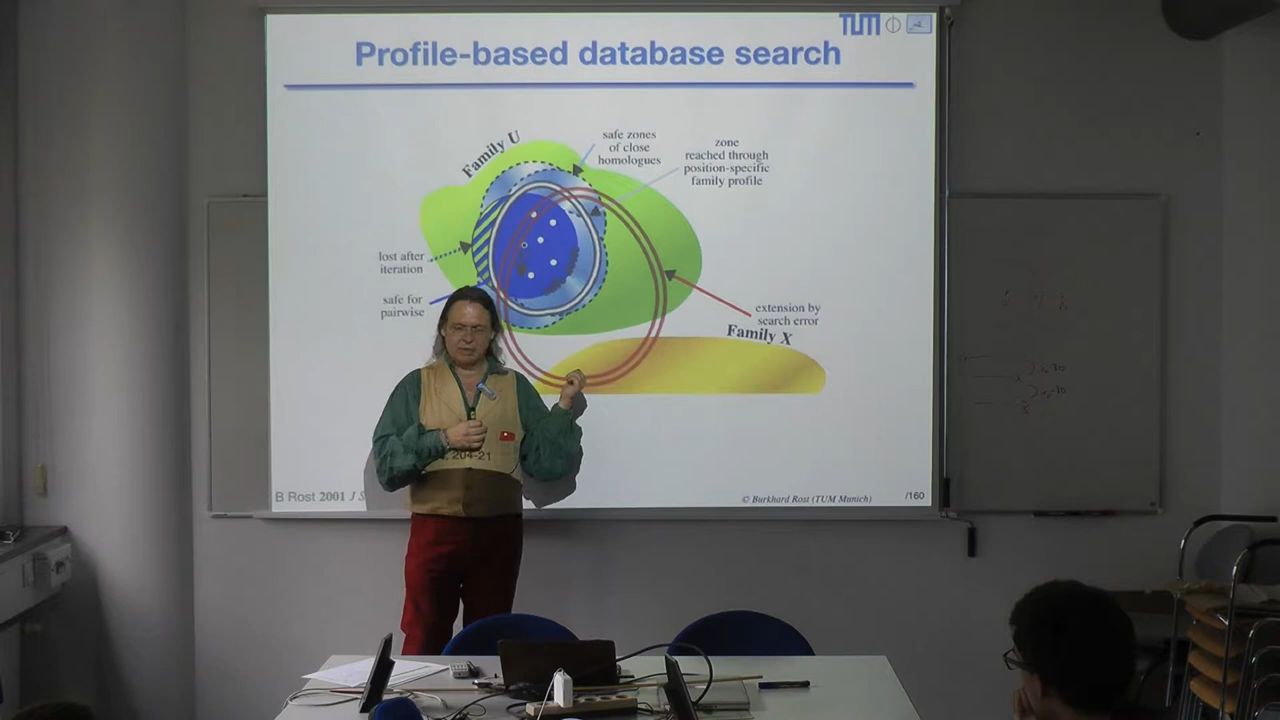 TUM
Profile-based database search
Family U
safe zones
of close
homologues
zone
reached through
position-specific
family profile
lost after
iteration
safe for
pairwise
extension by
search error
Family X
204-21
B Rost 2001 J S
© Burkhard Rost (TUM Munich)
/160